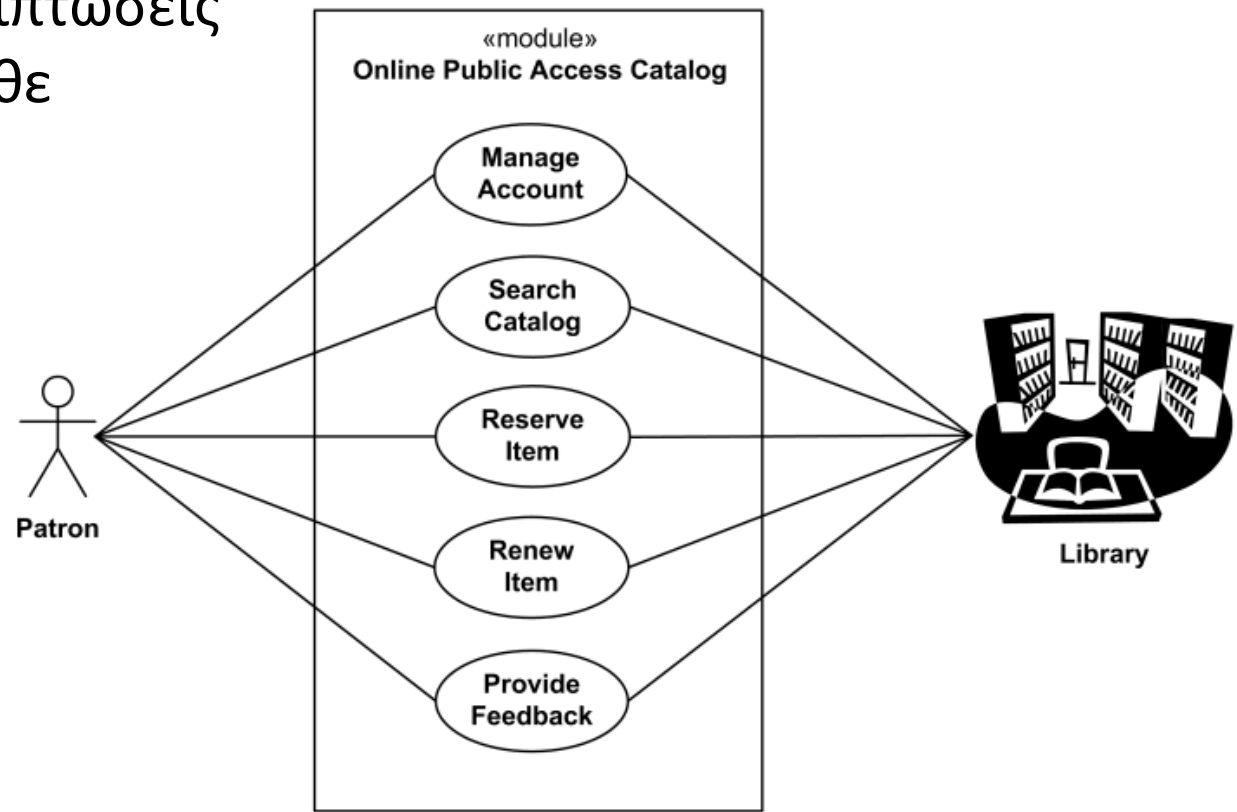 «module»
Online Public Access Catalog
Manage
Account
Search
Catalog
Reserve
Item
Renew
Item
Provide
Feedback
Patron
Library